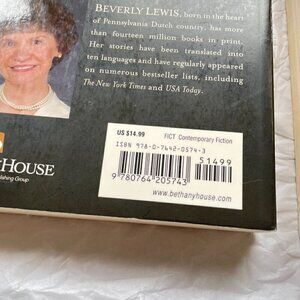 BEVERLY LEWIS, born in the heart
of Pennsylvania Dutch country, has more
than fourteen million books in print.
Her stories have been translated into
ten languages and have regularly appeared
on numerous bestseller lists, including
The New York Times and USA Today.
HOUSE
ishing Group
US $14.99
FICT Contemporary Fiction
ISBN 978-0-7642-0574-3
51499
9 780764 205743
www.bethanyhouse.com